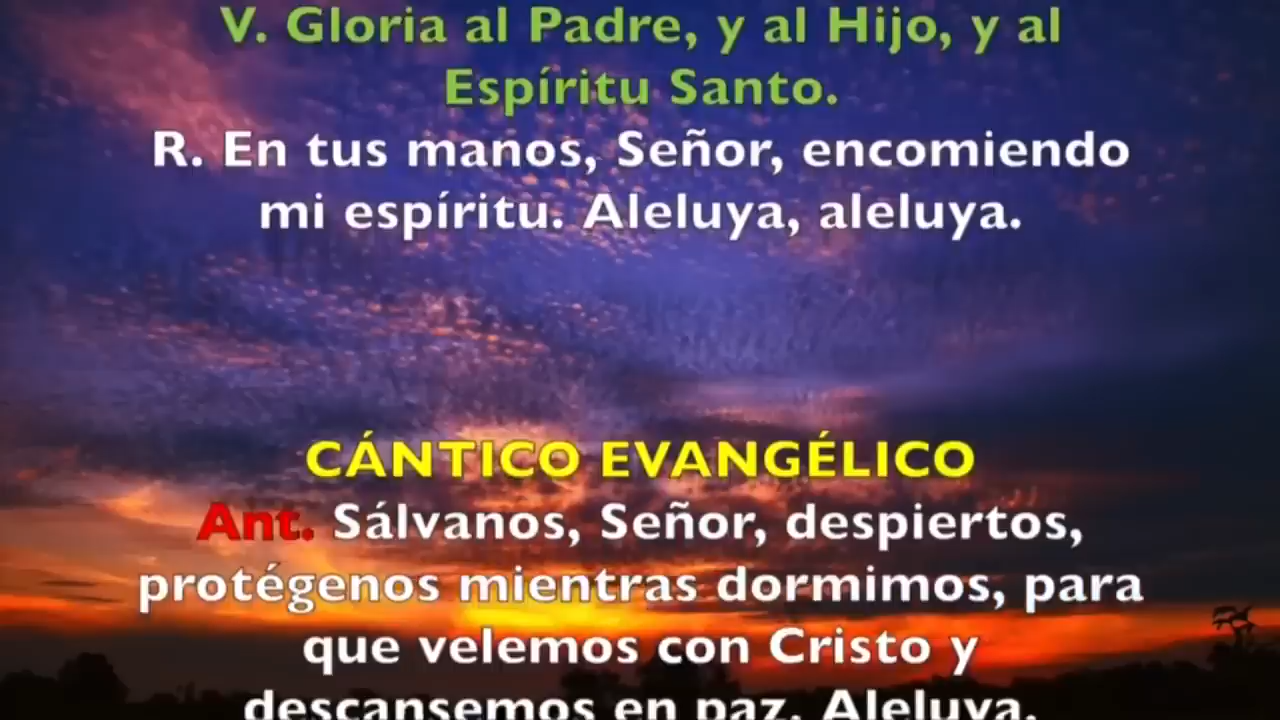 V. Gloria al Padre, y al Hijo, y al
Espíritu Santo.
R. En tus manos, Señor, encomiendo
mi espíritu. Aleluya, aleluya.
CÁNTICO EVANGÉLICO
Ant. Sálvanos, Señor, despiertos,
protégenos mientras dormimos, para
que velemos con Cristo y
descansemos en paz. Aleluya.